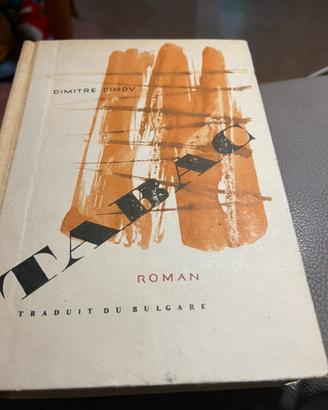 DIMITRE DIMOV
TABAC
ROMAN
TRADUIT DU BULGARE